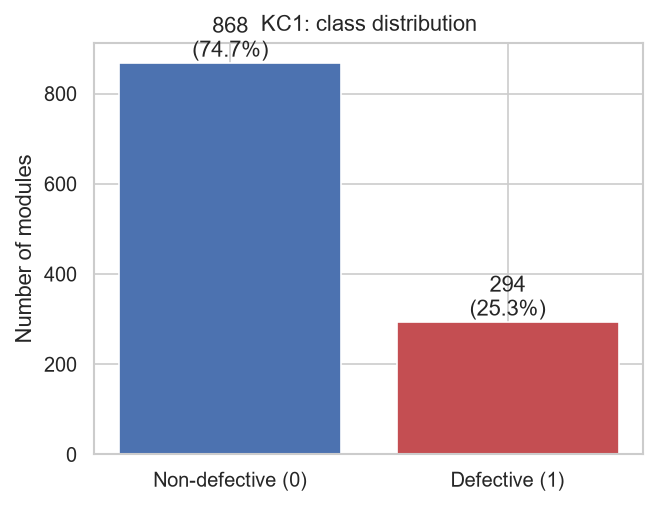 KC1: class distribution
868
(74.7%)
294
(25.3%)
Number of modules
800
600
400
200
0
Non-defective (0)
Defective (1)